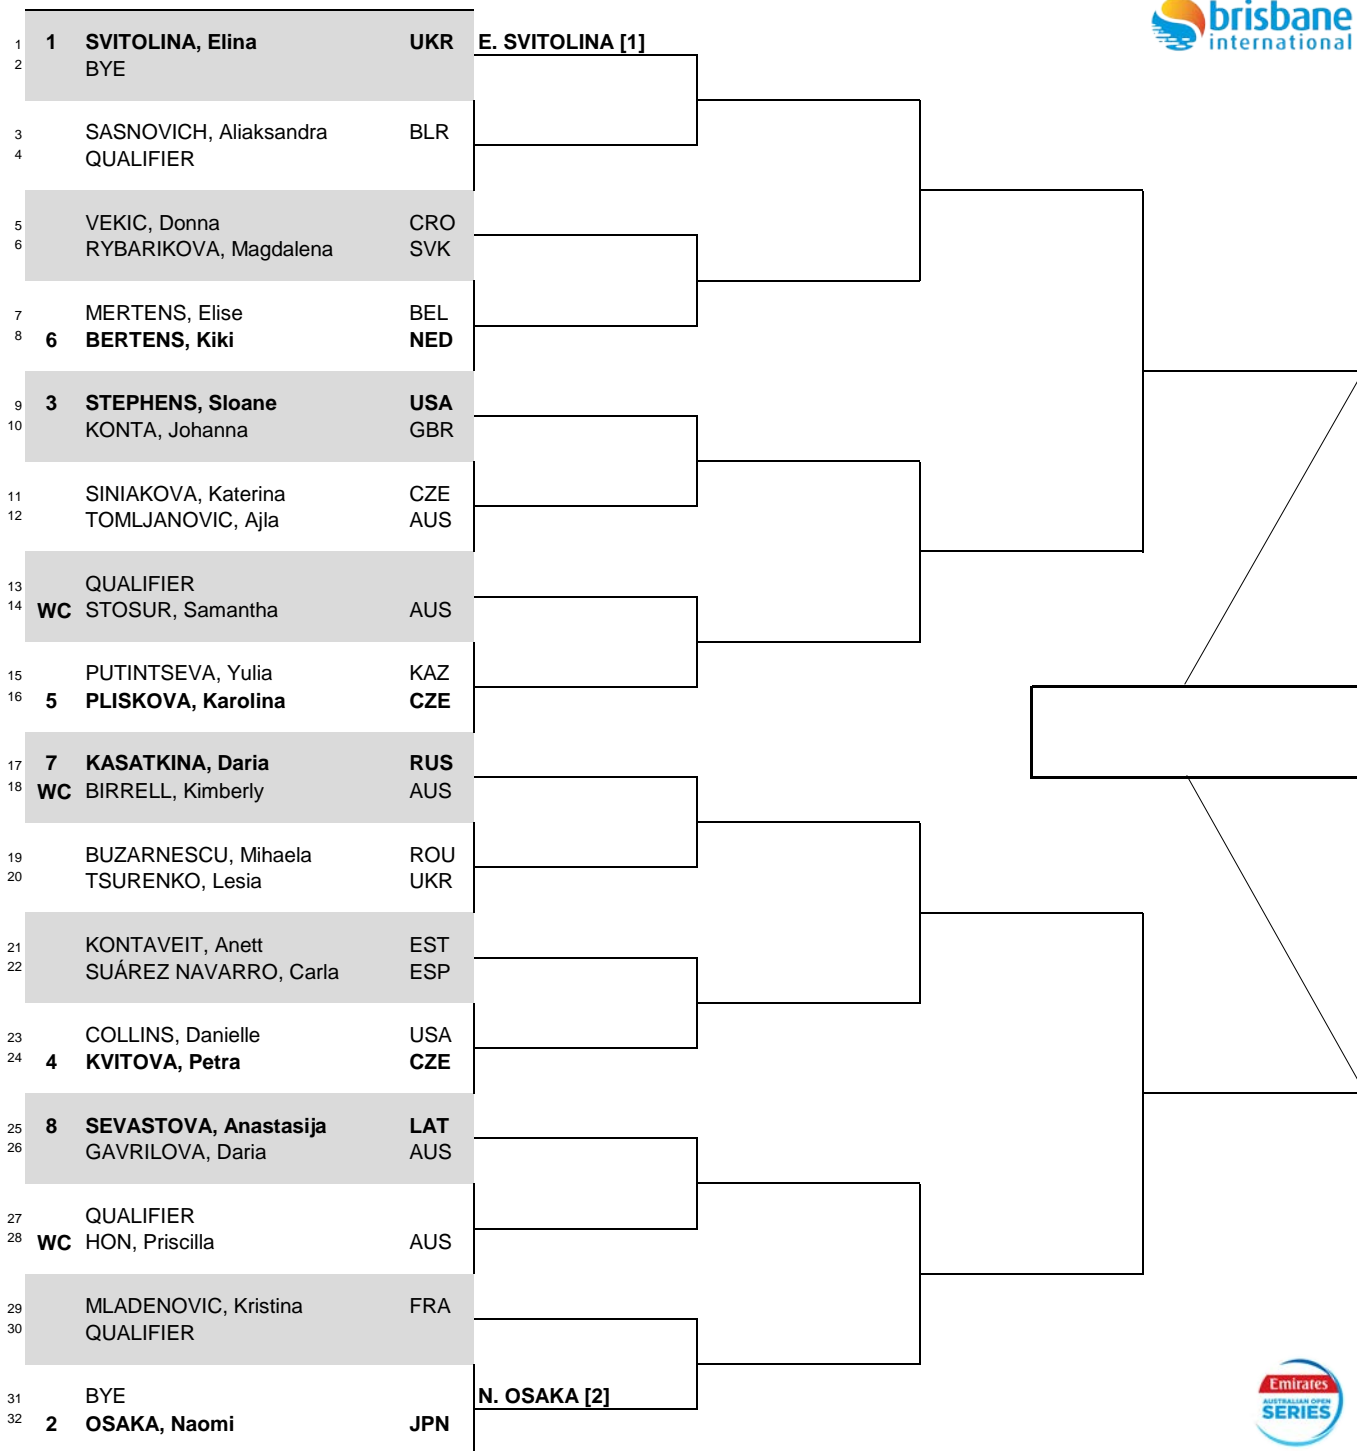 brisbane
international
1 1 SVITOLINA, Elina UKR E. SVITOLINA [1]
2 BYE
3 SASNOVICH, Aliaksandra BLR
4 QUALIFIER
5 VEKIC, Donna CRO
6 RYBARIKOVA, Magdalena SVK
7 MERTENS, Elise BEL
8 6 BERTENS, Kiki NED
9 3 STEPHENS, Sloane USA
10 KONTA, Johanna GBR
11 SINIAKOVA, Katerina CZE
12 TOMLJANOVIC, Ajla AUS
13 QUALIFIER
14 WC STOSUR, Samantha AUS
15 PUTINTSEVA, Yulia KAZ
16 5 PLISKOVA, Karolina CZE
17 7 KASATKINA, Daria RUS
18 WC BIRRELL, Kimberly AUS
19 BUZARNESCU, Mihaela ROU
20 TSURENKO, Lesia UKR
21 KONTAVEIT, Anett EST
22 SUÁREZ NAVARRO, Carla ESP
23 COLLINS, Danielle USA
24 4 KVITOVA, Petra CZE
25 8 SEVASTOVA, Anastasija LAT
26 GAVRILOVA, Daria AUS
27 QUALIFIER
28 WC HON, Priscilla AUS
29 MLADENOVIC, Kristina FRA
30 QUALIFIER
31 BYE N. OSAKA [2]
32 2 OSAKA, Naomi JPN
Emirates
AUSTRALIAN OPEN
SERIES